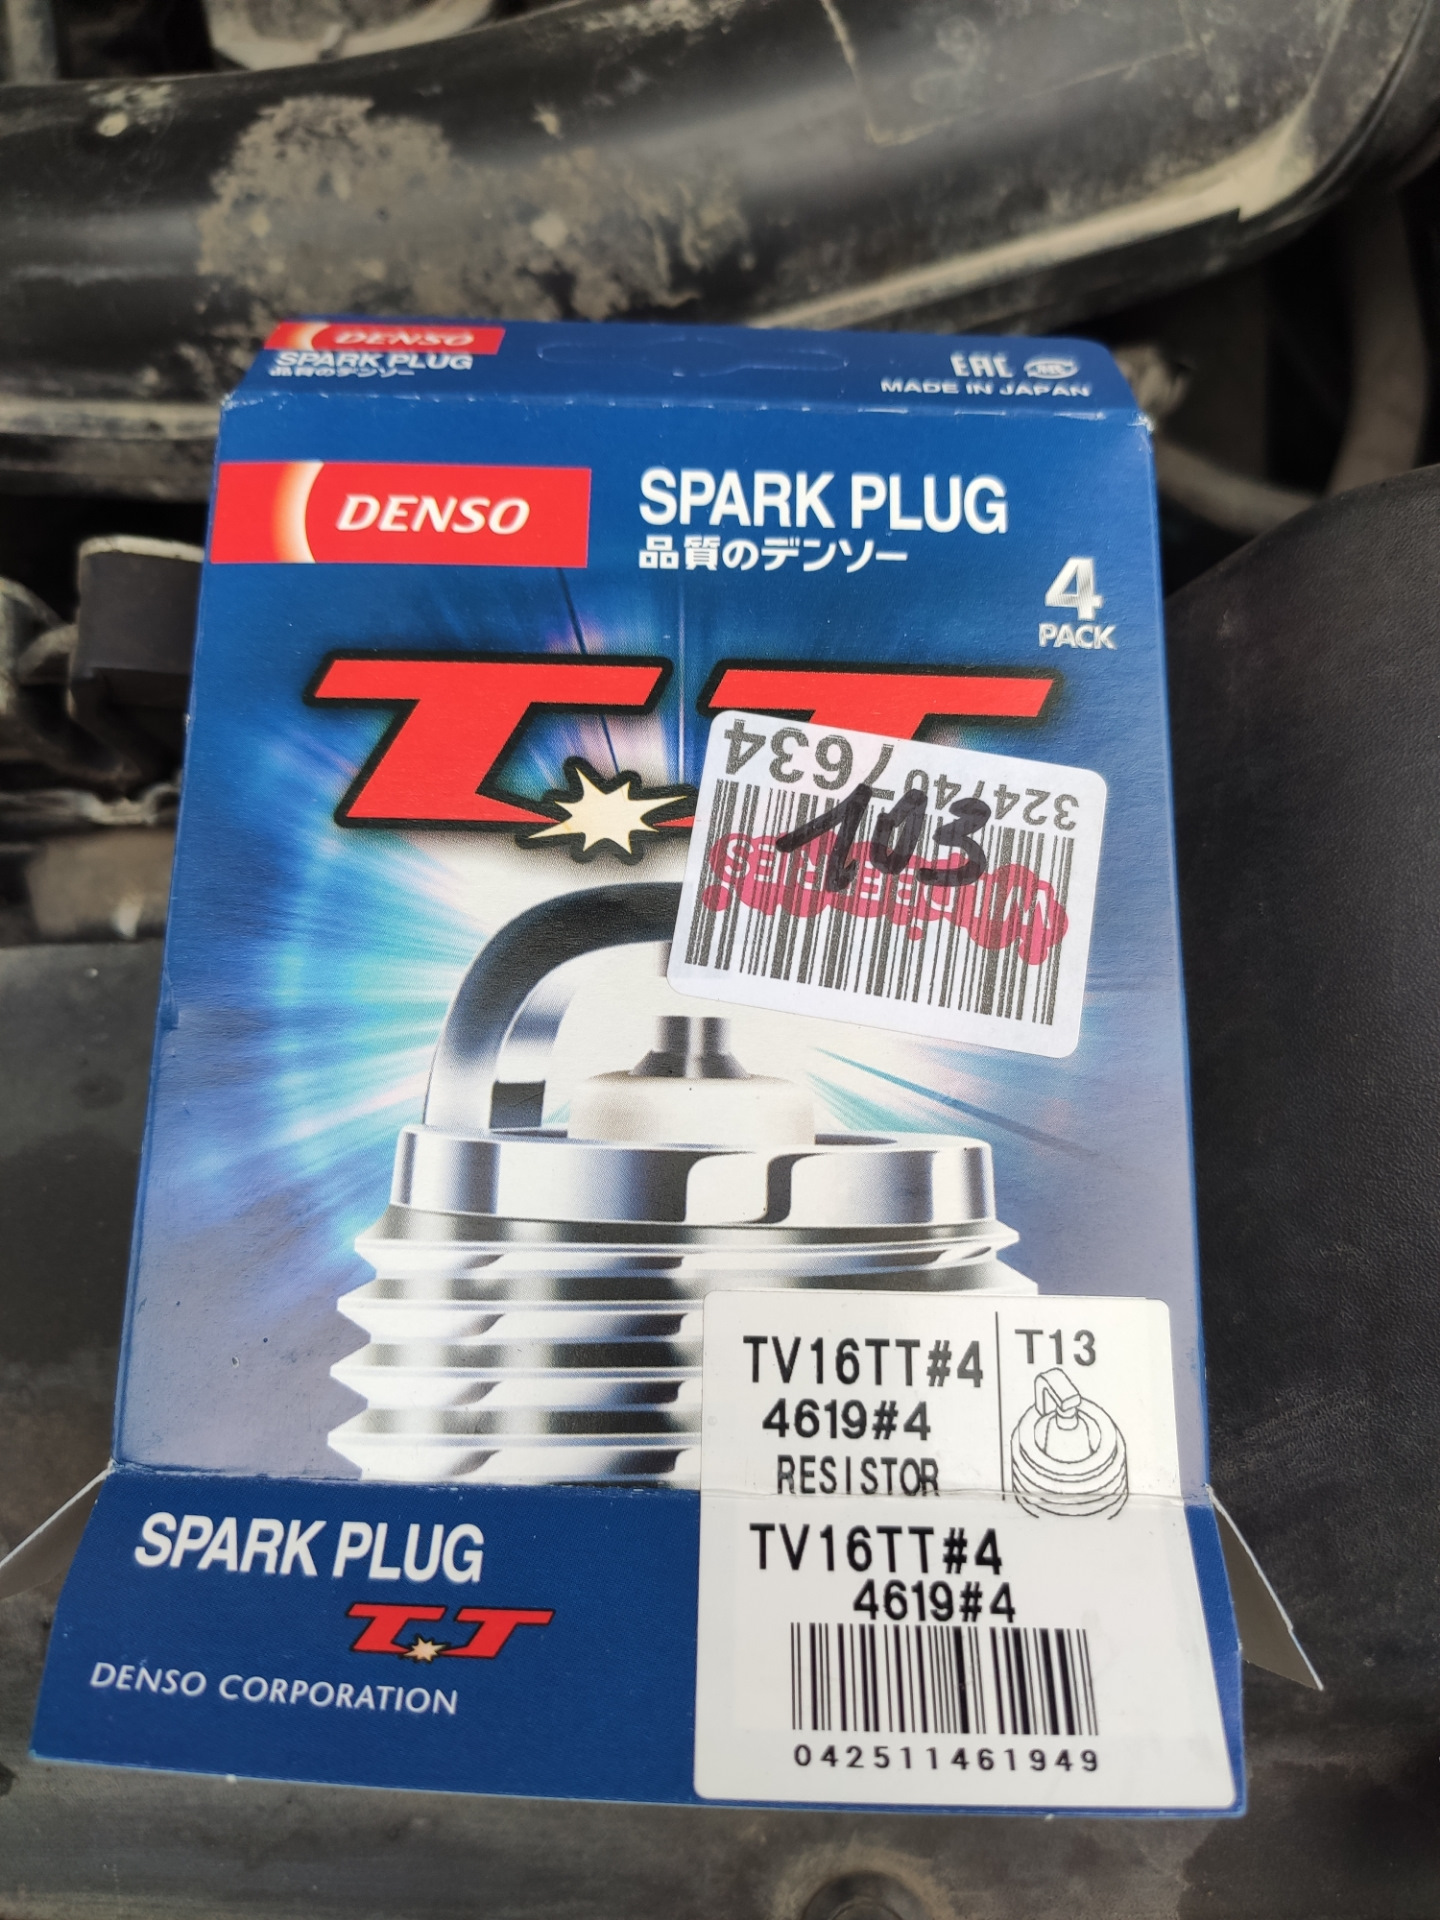 DENSO
SPARK PLUG
品質のデンソー
EAC
MADE IN JAPAN
DENSO
SPARK PLUG
品質のデンソー
4
PACK
T.T
3247407634
103
TV16TT#4
4619#4
RESISTOR
T13
TV16TT#4
4619#4
042511461949
SPARK PLUG
T.T
DENSO CORPORATION